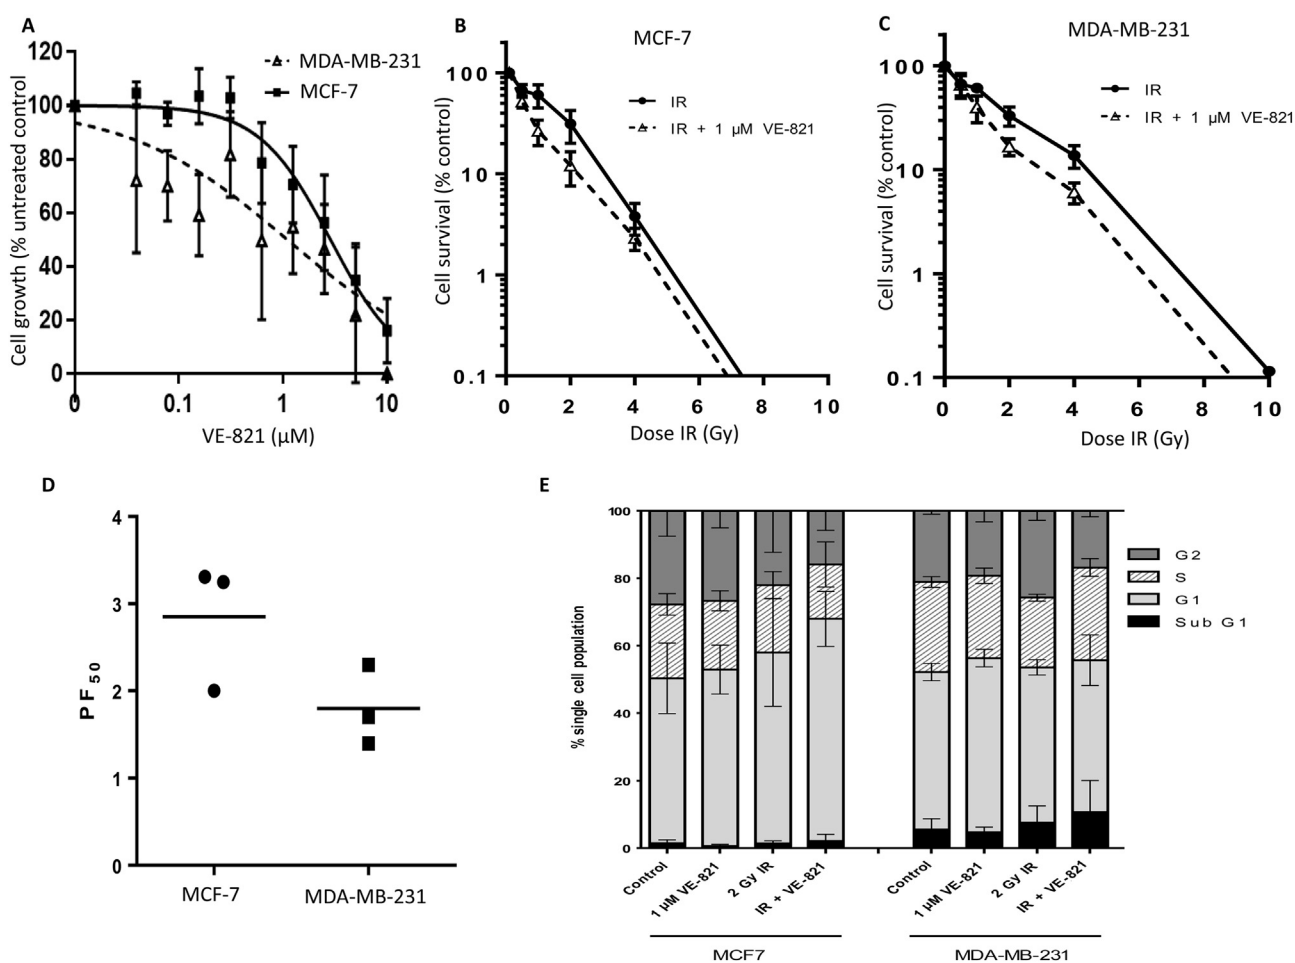 A
120
100
80
60
40
20
0
0
0.1
1
10
Cell growth (% untreated control)
VE-821 (µM)
MDA-MB-231
MCF-7
B
MCF-7
100
10
1
0.1
0
2
4
6
8
10
Cell survival (% control)
Dose IR (Gy)
IR
IR + 1 µM VE-821
C
MDA-MB-231
100
10
1
0.1
0
2
4
6
8
10
Cell survival (% control)
Dose IR (Gy)
IR
IR + 1 µM VE-821
D
4
3
2
1
0
PF50
MCF-7
MDA-MB-231
E
100
80
60
40
20
0
% single cell population
Control
1 µM VE-821
2 Gy IR
IR + VE-821
Control
1 µM VE-821
2 Gy IR
IR + VE-821
MCF7
MDA-MB-231
G2
S
G1
Sub G1